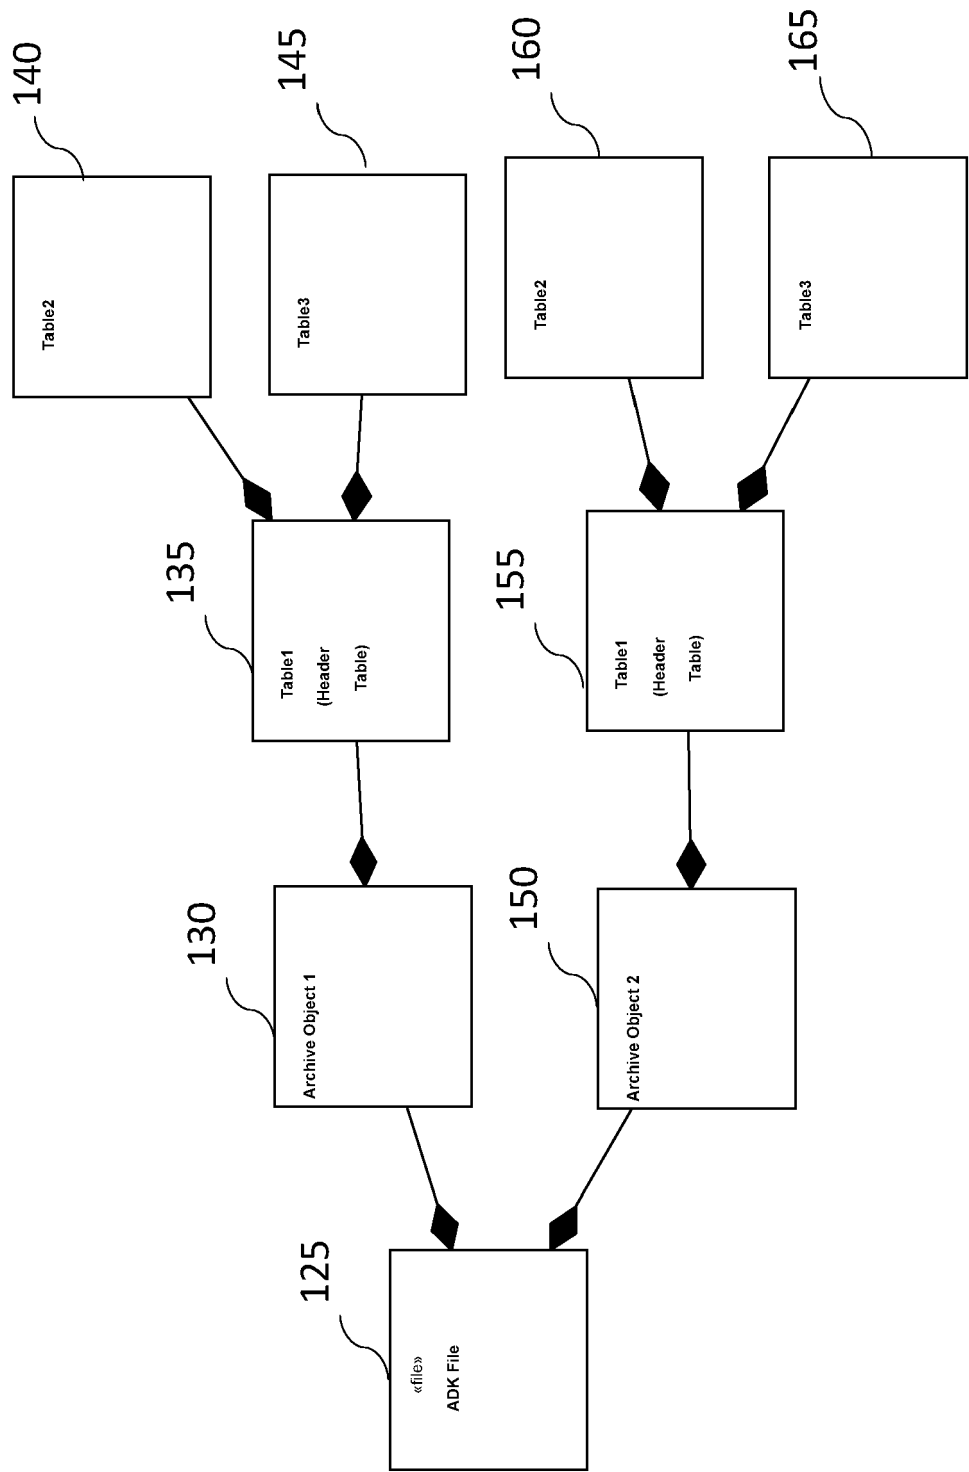 125
«file»
ADK File
130
Archive Object 1
135
Table1
(Header
Table)
140
Table2
145
Table3
150
Archive Object 2
155
Table1
(Header
Table)
160
Table2
165
Table3